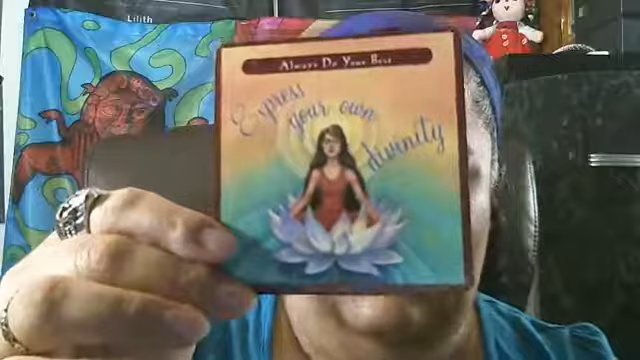 Lilith
Always Do Your Best
Express
your own
divinity